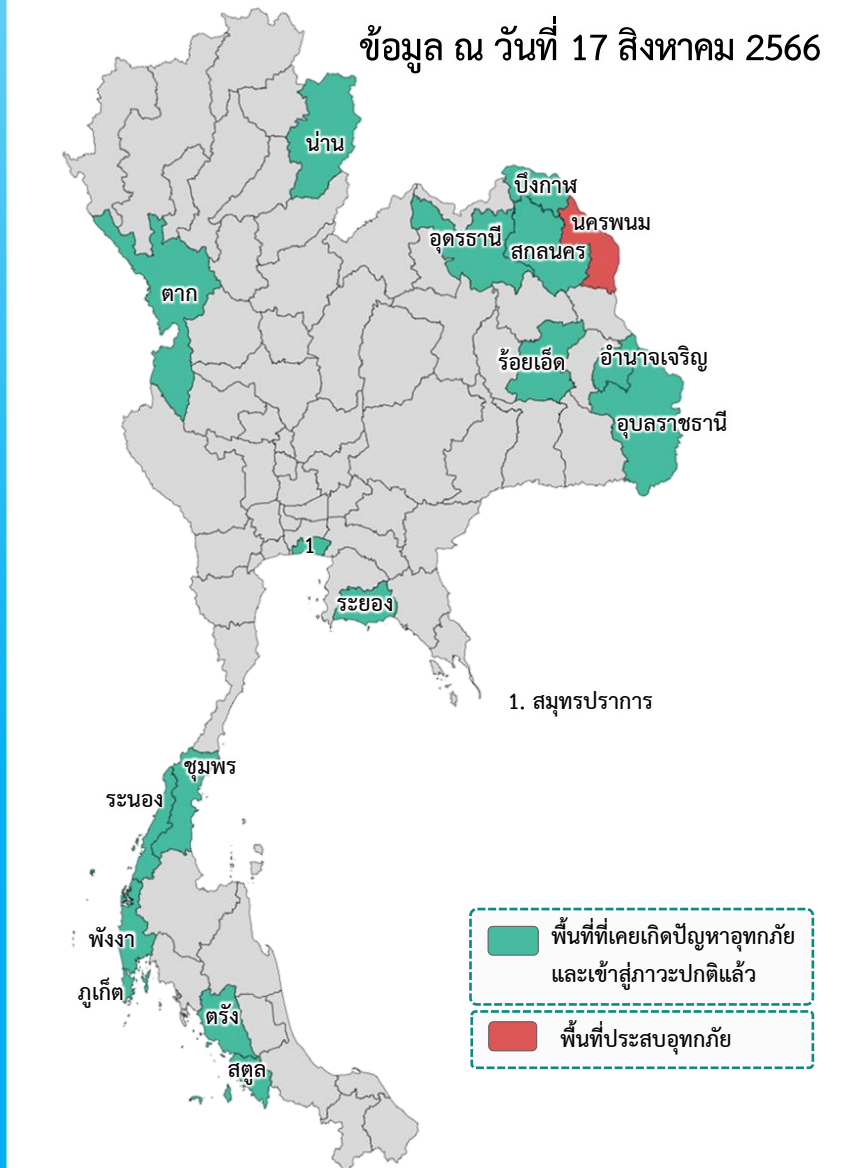 ข้อมูล ณ วันที่ 17 สิงหาคม 2566
น่าน
บึงกาฬ
นครพนม
อุดรธานี
สกลนคร
ตาก
ร้อยเอ็ด
อำนาจเจริญ
อุบลราชธานี
1
ระยอง
1. สมุทรปราการ
ชุมพร
ระนอง
พังงา
ภูเก็ต
ตรัง
สตูล
พื้นที่ที่เคยเกิดปัญหาอุทกภัย
และเข้าสู่ภาวะปกติแล้ว
พื้นที่ประสบอุทกภัย